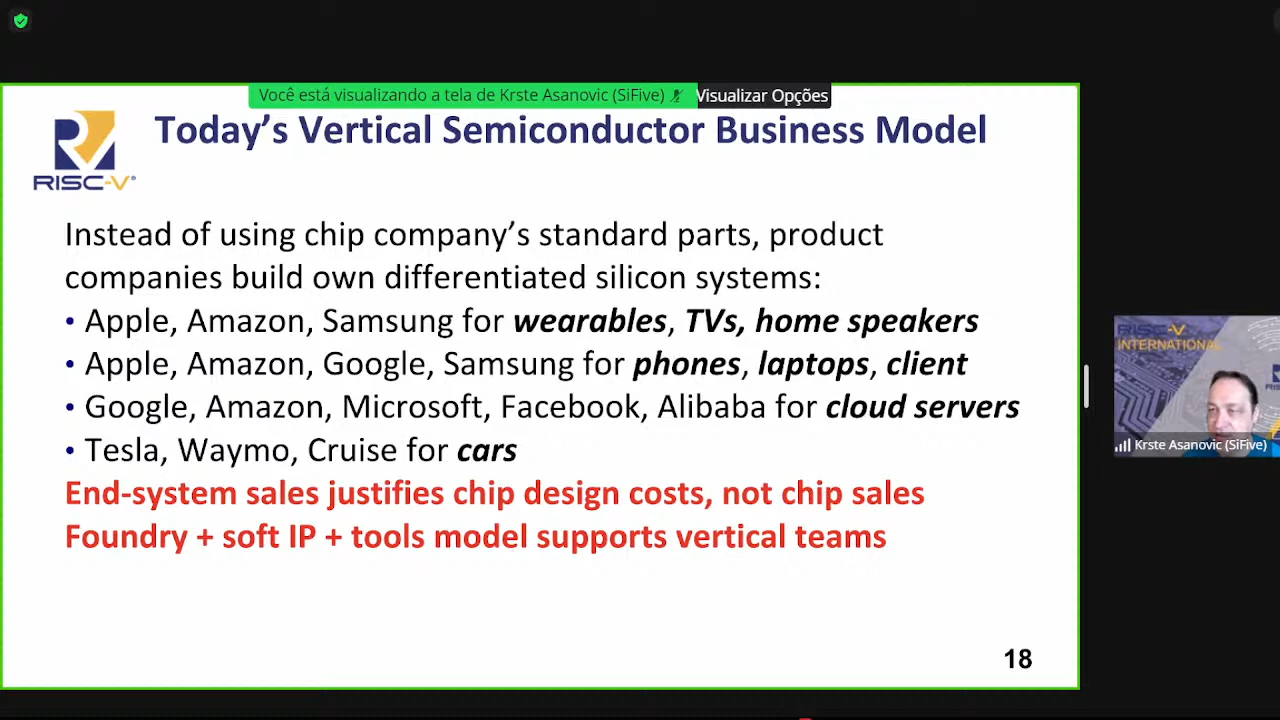 Você está visualizando a tela de Krste Asanovic (SiFive)
Visualizar Opções
RISC-V®
Today's Vertical Semiconductor Business Model
Instead of using chip company's standard parts, product
companies build own differentiated silicon systems:
• Apple, Amazon, Samsung for wearables, TVs, home speakers
• Apple, Amazon, Google, Samsung for phones, laptops, client
• Google, Amazon, Microsoft, Facebook, Alibaba for cloud servers
• Tesla, Waymo, Cruise for cars
End-system sales justifies chip design costs, not chip sales
Foundry + soft IP + tools model supports vertical teams
18
RISC-V
INTERNATIONAL
Krste Asanovic (SiFive)